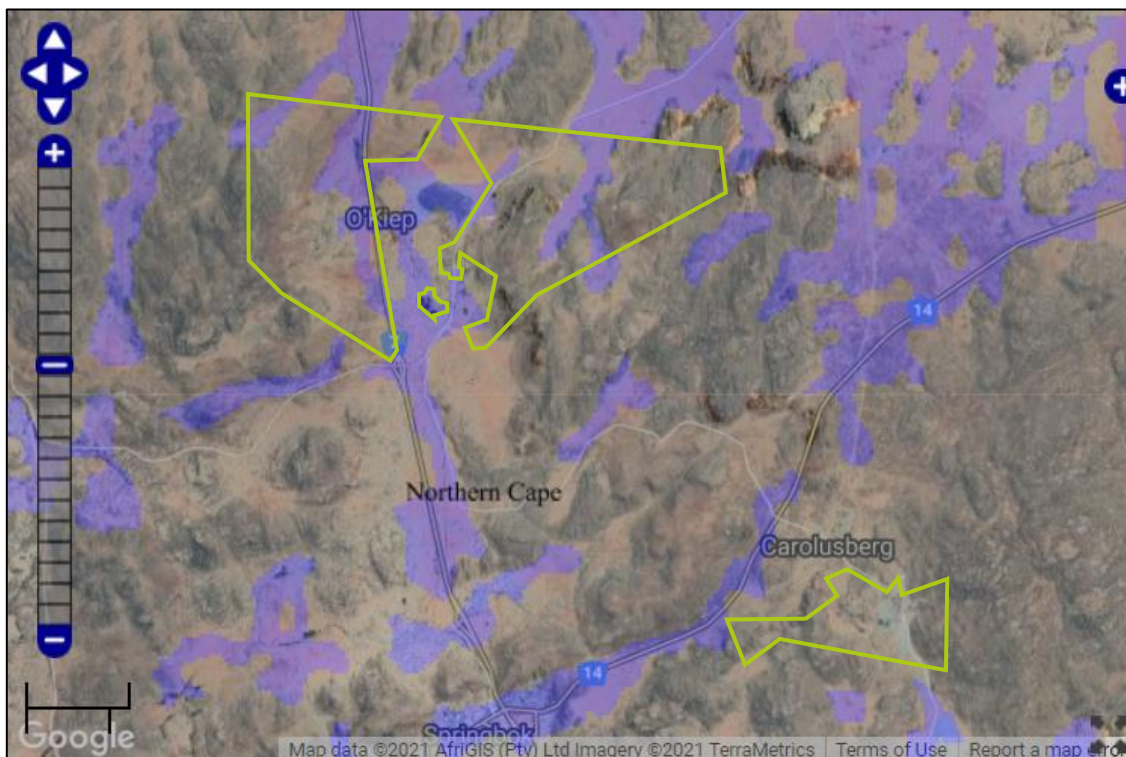 O'Kiep
7
14
Northern Cape
Carolusberg
14
Springbok
Google
Map data ©2021 AfriGIS (Pty) Ltd Imagery ©2021 TerraMetrics
Terms of Use
Report a map error